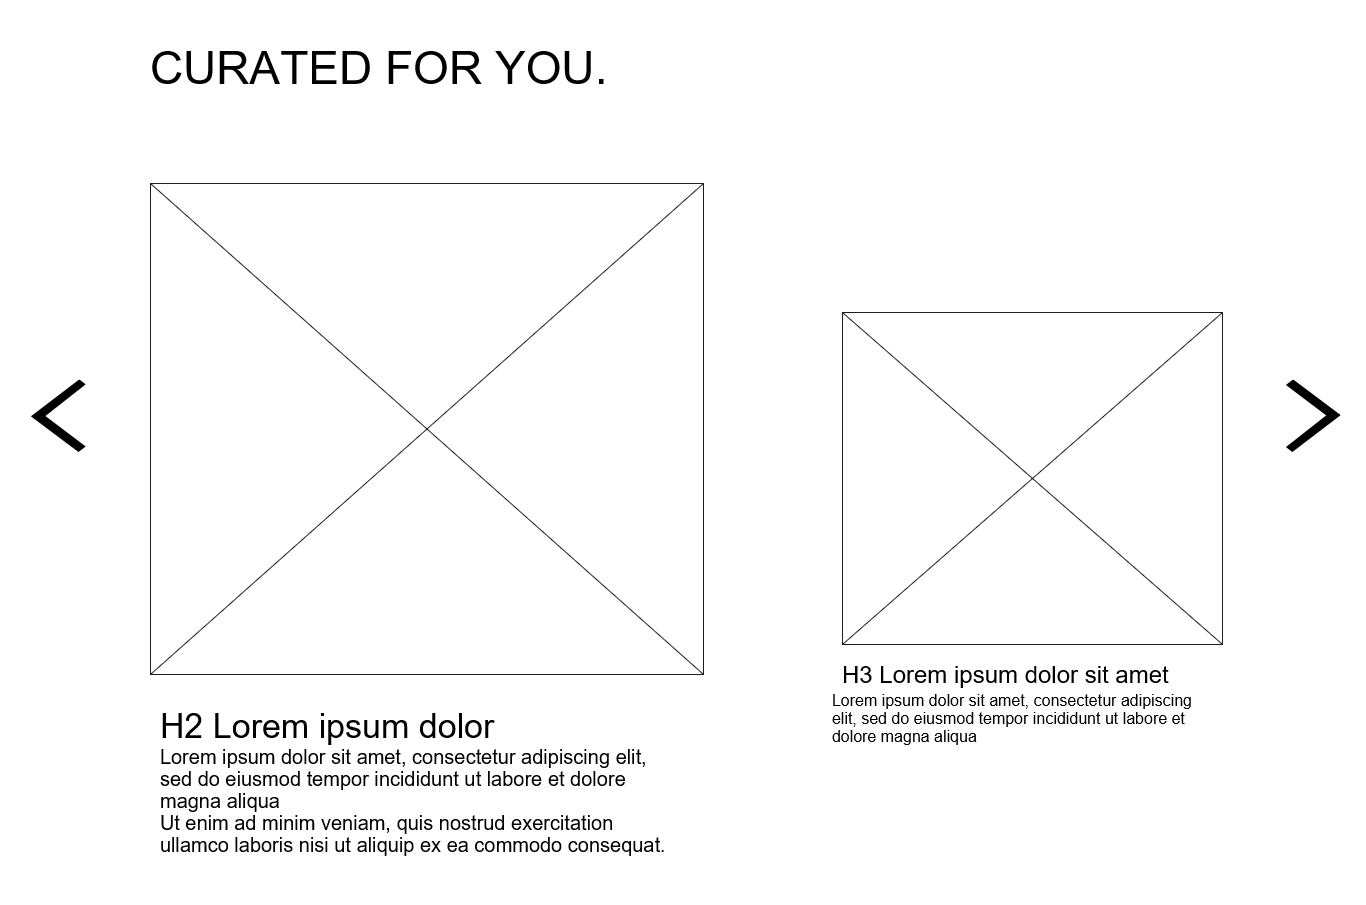 CURATED FOR YOU.
H2 Lorem ipsum dolor
Lorem ipsum dolor sit amet, consectetur adipiscing elit,
sed do eiusmod tempor incididunt ut labore et dolore
magna aliqua
Ut enim ad minim veniam, quis nostrud exercitation
ullamco laboris nisi ut aliquip ex ea commodo consequat.
H3 Lorem ipsum dolor sit amet
Lorem ipsum dolor sit amet, consectetur adipiscing
elit, sed do eiusmod tempor incididunt ut labore et
dolore magna aliqua